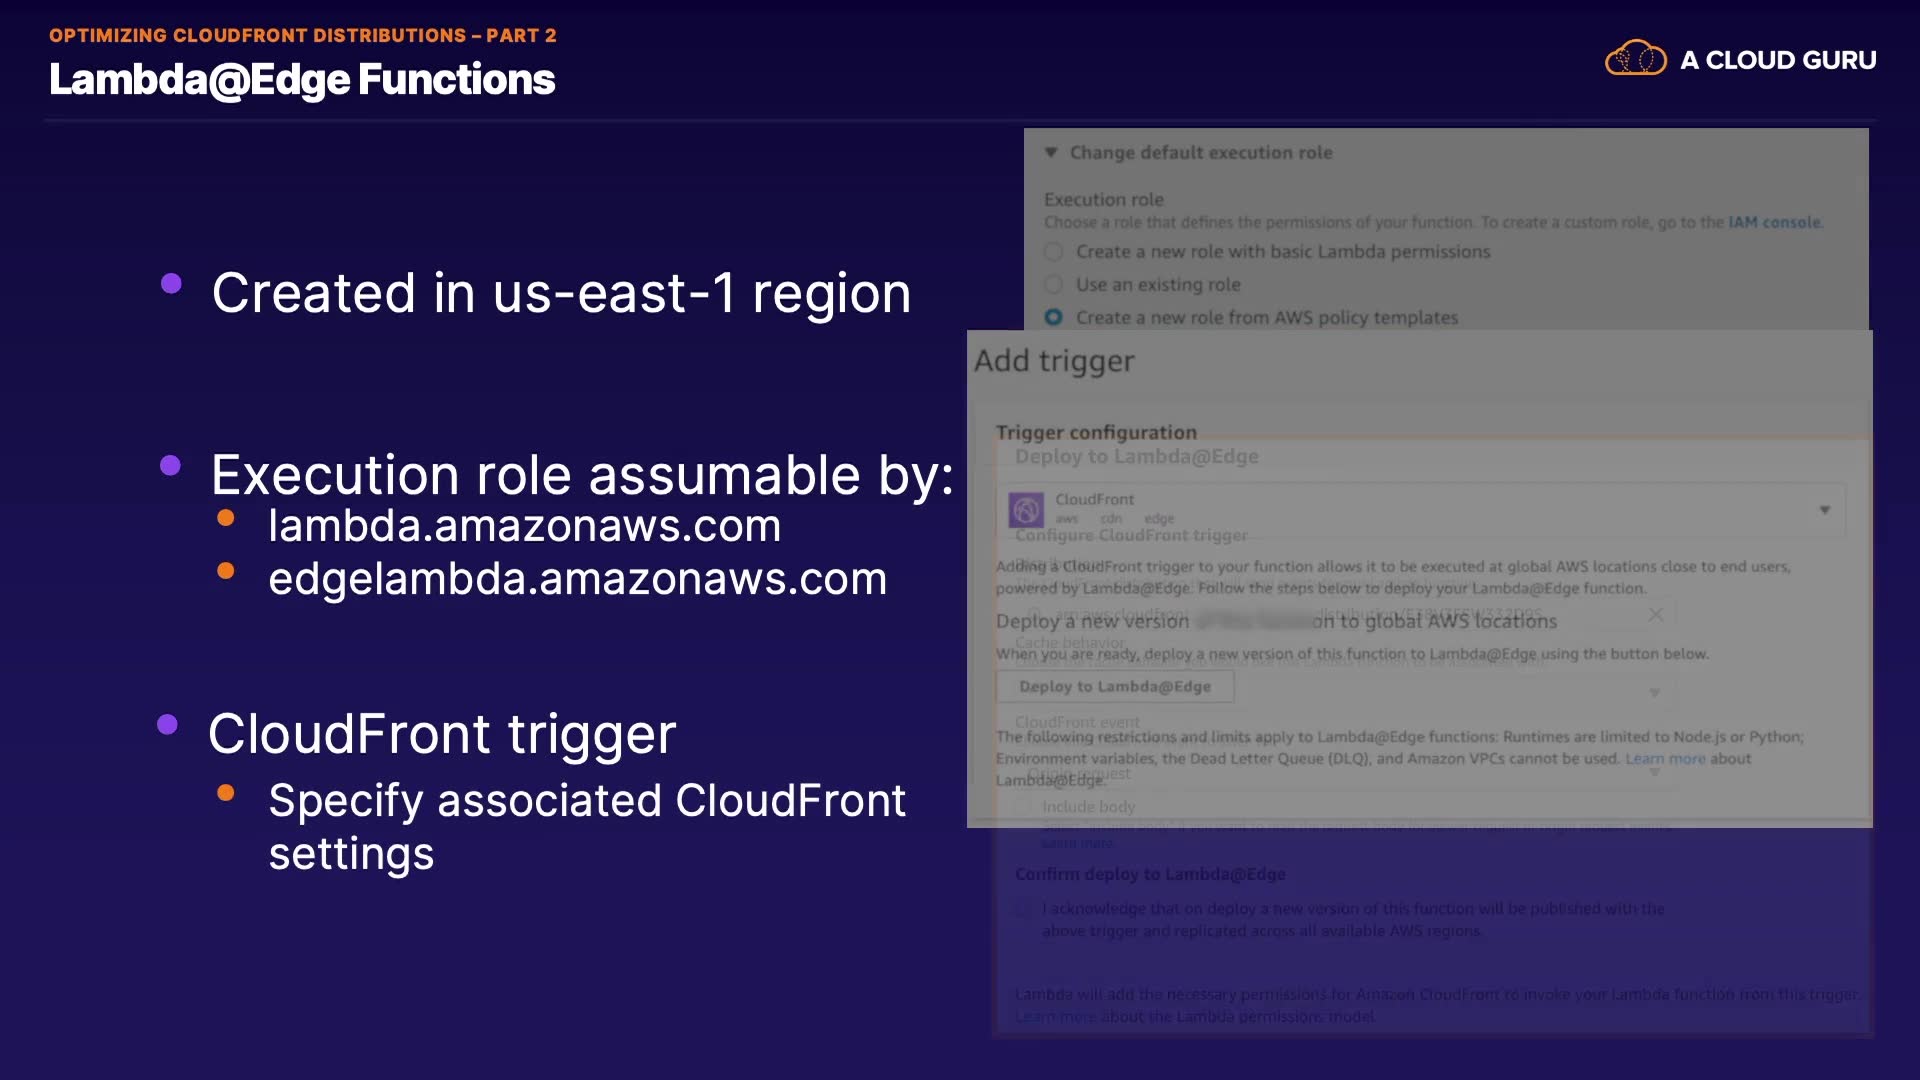 OPTIMIZING CLOUDFRONT DISTRIBUTIONS – PART 2
Lambda@Edge Functions
A CLOUD GURU
Created in us-east-1 region
Execution role assumable by:
lambda.amazonaws.com
edgelambda.amazonaws.com
CloudFront trigger
Specify associated CloudFront
settings
Change default execution role
Execution role
Choose a role that defines the permissions of your function. To create a custom role, go to the IAM console.
Create a new role with basic Lambda permissions
Use an existing role
Create a new role from AWS policy templates
Add trigger
Trigger configuration
Deploy to Lambda@Edge
CloudFront
aws cdn edge
Configure CloudFront trigger
Adding a CloudFront trigger to your function allows it to be executed at global AWS locations close to end users,
powered by Lambda@Edge. Follow the steps below to deploy your Lambda@Edge function.
Deploy a new version on to global AWS locations
Cache behavior
When you are ready, deploy a new version of this function to Lambda@Edge using the button below.
Deploy to Lambda@Edge
CloudFront event
The following restrictions and limits apply to Lambda@Edge functions: Runtimes are limited to Node.js or Python;
Environment variables, the Dead Letter Queue (DLQ), and Amazon VPCs cannot be used. Learn more about
Origin request
Lambda@Edge.
Include body
Learn more.
Confirm deploy to Lambda@Edge
I acknowledge that on deploy a new version of this function will be published with the
above trigger and replicated across all available AWS regions.
Lambda will add the necessary permissions for Amazon CloudFront to invoke your Lambda function from this trigger.
Learn more about the Lambda permissions model.